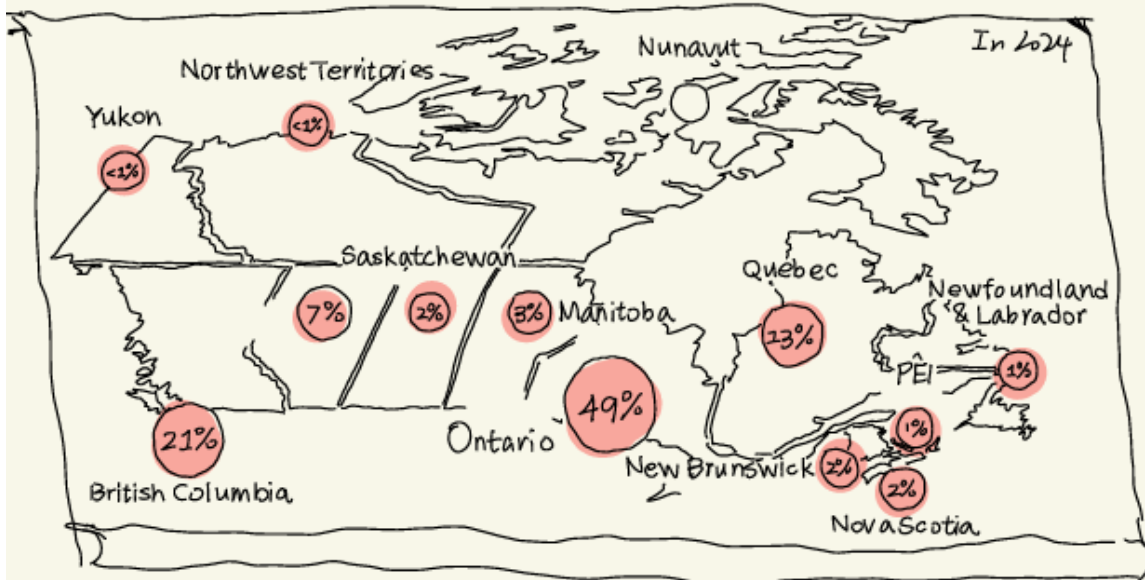 In 2024
Nunavut
Northwest Territories
<1%
Yukon
<1%
Saskatchewan
Quebec
Newfoundland
& Labrador
7%
2%
3%
Manitoba
13%
PÊI
1%
49%
21%
Ontario
1%
New Brunswick
2%
2%
British Columbia
Nova Scotia